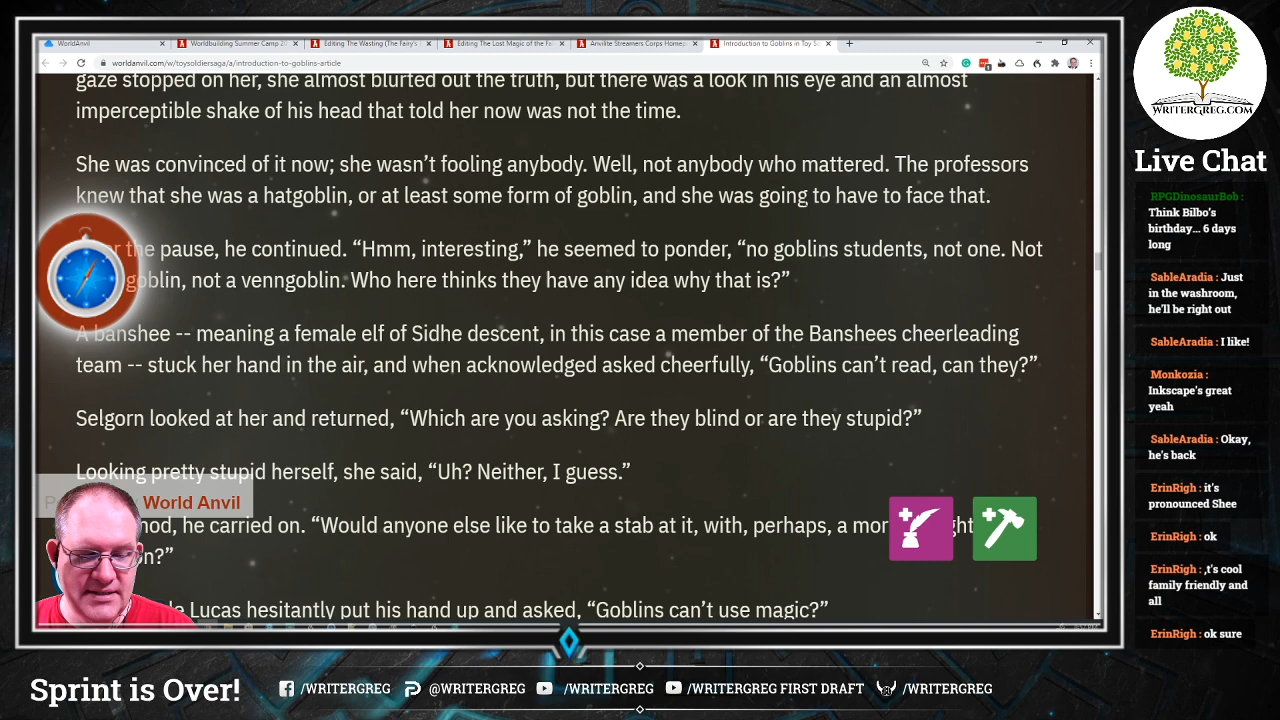 WorldAnvil
Worldbuilding Summer Camp 20
Editing The Wasting (The Fairy's
Editing The Lost Magic of the Fa
Anvilite Streamers Corps Homep
Introduction to Goblins in Toy So
worldanvil.com/w/toysoldiersaga/a/introduction-to-goblins-article
gaze stopped on her, she almost blurted out the truth, but there was a look in his eye and an almost
imperceptible shake of his head that told her now was not the time.
She was convinced of it now; she wasn’t fooling anybody. Well, not anybody who mattered. The professors
knew that she was a hatgoblin, or at least some form of goblin, and she was going to have to face that.
the pause, he continued. “Hmm, interesting,” he seemed to ponder, “no goblins students, not one. Not
goblin, not a venngoblin. Who here thinks they have any idea why that is?”
A banshee -- meaning a female elf of Sidhe descent, in this case a member of the Banshees cheerleading
team -- stuck her hand in the air, and when acknowledged asked cheerfully, “Goblins can’t read, can they?”
Selgorn looked at her and returned, “Which are you asking? Are they blind or are they stupid?”
Looking pretty stupid herself, she said, “Uh? Neither, I guess.”
World Anvil
nod, he carried on. “Would anyone else like to take a stab at it, with, perhaps, a
Lucas hesitantly put his hand up and asked, “Goblins can’t use magic?”
WRITERGREG.COM
Live Chat
RPGDinosaurBob :
Think Bilbo's
birthday... 6 days
long
SableAradia : Just
in the washroom,
he'll be right out
SableAradia : I like!
Monkozia :
Inkscape's great
yeah
SableAradia : Okay,
he's back
ErinRigh : it's
pronounced Shee
ErinRigh : ok
ErinRigh : ,t's cool
family friendly and
all
ErinRigh : ok sure
Sprint is Over!
/WRITERGREG
@WRITERGREG
/WRITERGREG
/WRITERGREG FIRST DRAFT
/WRITERGREG